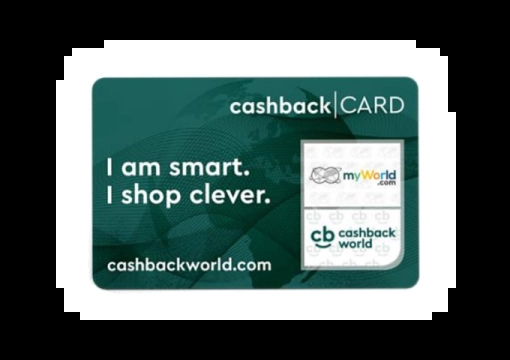 cashback|CARD
I am smart.
I shop clever.
myWorld
.com
cb cashback
world
cashbackworld.com